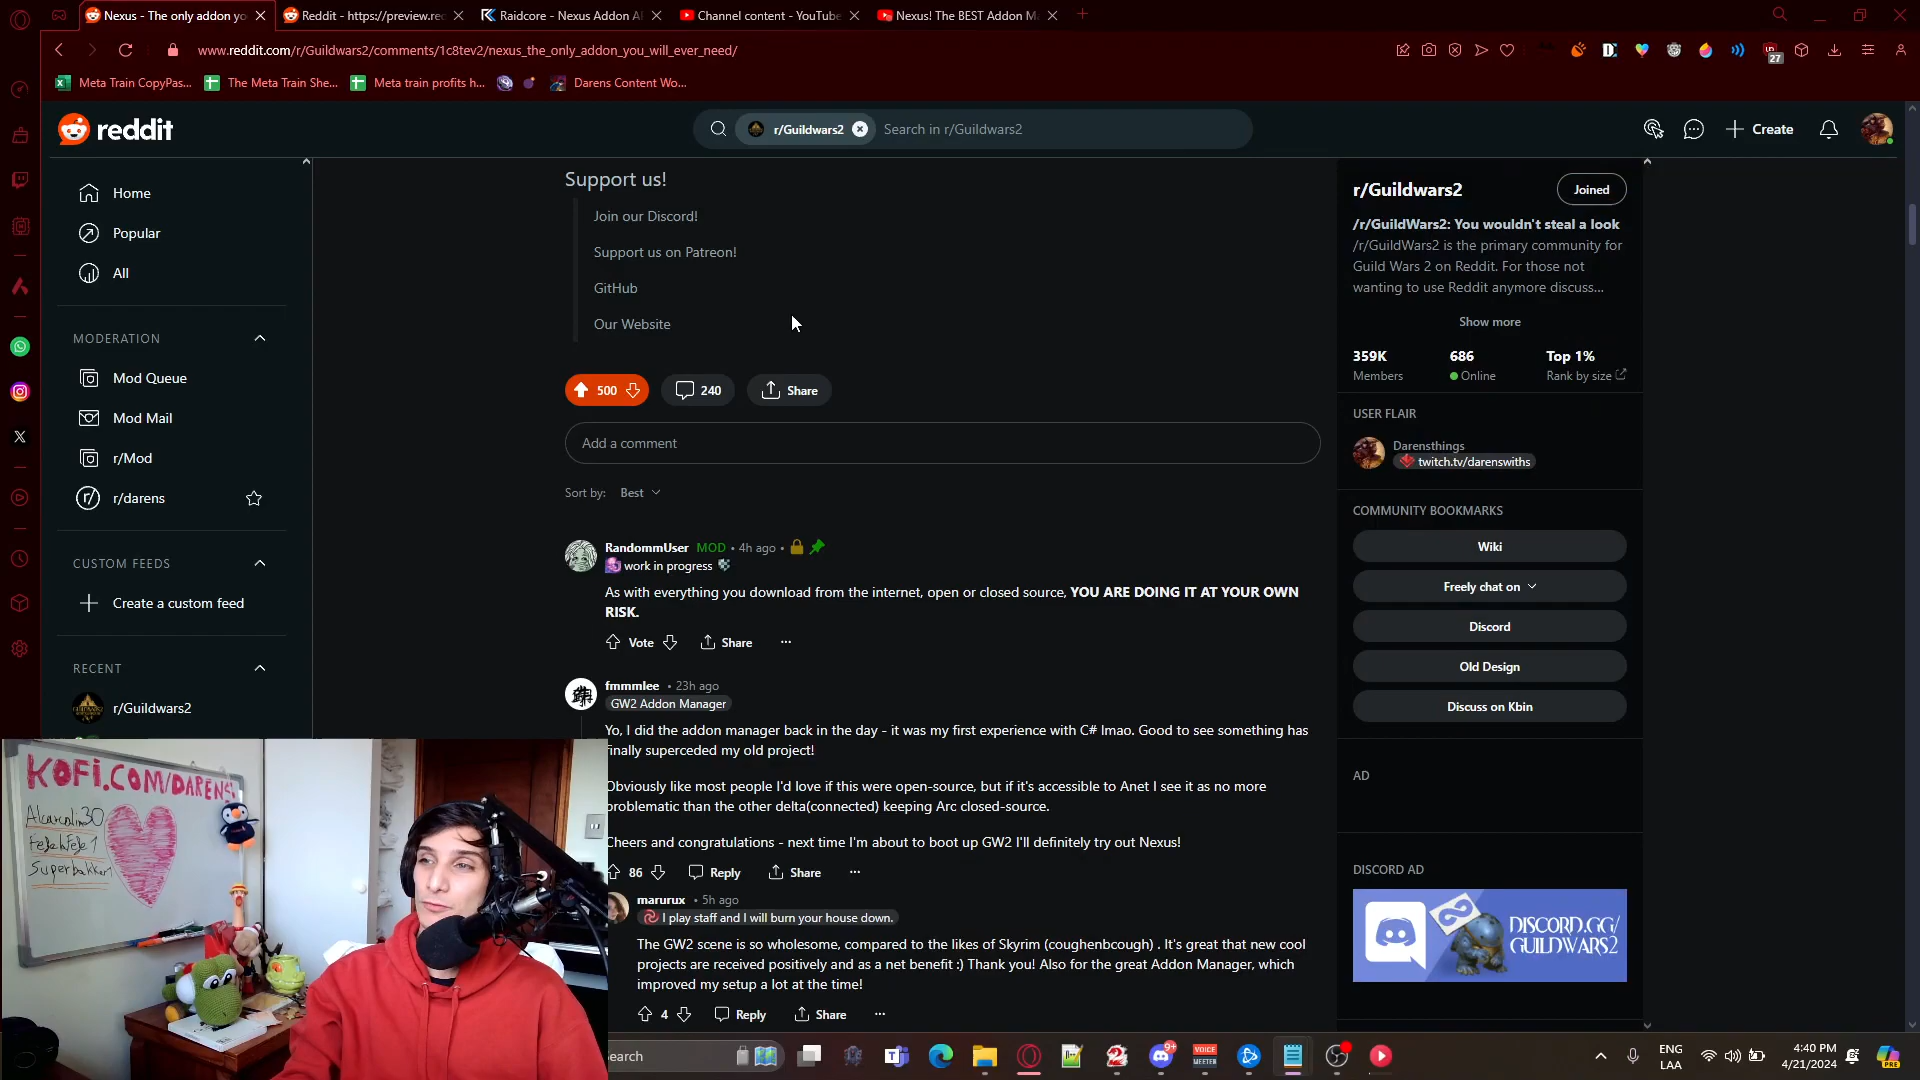 Nexus - The only addon yo
Reddit - https://preview.rec
Raidcore - Nexus Addon Al
Channel content - YouTube
Nexus! The BEST Addon M
www.reddit.com/r/Guildwars2/comments/1c8tev2/nexus_the_only_addon_you_will_ever_need/
27
Meta Train CopyPas...
The Meta Train She...
Meta train profits h...
Darens Content Wo...
reddit
r/Guildwars2
Search in r/Guildwars2
Create
Home
Popular
All
MODERATION
Mod Queue
Mod Mail
r/Mod
r/darens
CUSTOM FEEDS
Create a custom feed
RECENT
r/Guildwars2
Support us!
Join our Discord!
Support us on Patreon!
GitHub
Our Website
500
240
Share
Add a comment
Sort by: Best
RandommUser MOD • 4h ago •
work in progress
As with everything you download from the internet, open or closed source, YOU ARE DOING IT AT YOUR OWN
RISK.
Vote
Share
fmmmlee • 23h ago
GW2 Addon Manager
Yo, I did the addon manager back in the day - it was my first experience with C# lmao. Good to see something has
finally superceded my old project!
Obviously like most people I'd love if this were open-source, but if it's accessible to Anet I see it as no more
problematic than the other delta(connected) keeping Arc closed-source.
Cheers and congratulations - next time I'm about to boot up GW2 I'll definitely try out Nexus!
86
Reply
Share
marurux • 5h ago
I play staff and I will burn your house down.
The GW2 scene is so wholesome, compared to the likes of Skyrim (coughenbcough) . It's great that new cool
projects are received positively and as a net benefit :) Thank you! Also for the great Addon Manager, which
improved my setup a lot at the time!
4
Reply
Share
r/Guildwars2
Joined
/r/GuildWars2: You wouldn't steal a look
/r/GuildWars2 is the primary community for
Guild Wars 2 on Reddit. For those not
wanting to use Reddit anymore discuss...
Show more
359K
Members
686
Online
Top 1%
Rank by size
USER FLAIR
Darensthings
twitch.tv/darenswiths
COMMUNITY BOOKMARKS
Wiki
Freely chat on
Discord
Old Design
Discuss on Kbin
AD
DISCORD AD
DISCORD.GG/
GUILDWARS2
KOFI.COM/DARENS
Superbakker1
earch
VOICE
MEETER
9+
ENG
LAA
4:40 PM
4/21/2024
PRE